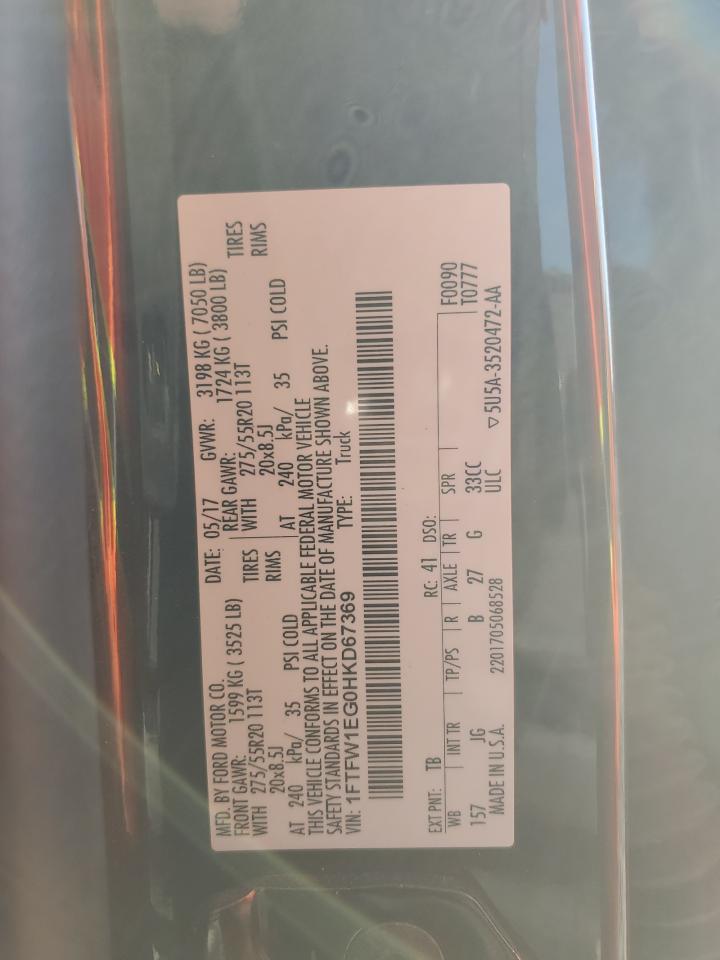 MFD. BY FORD MOTOR CO.
DATE: 05/17 GVWR: 3198 KG ( 7050 LB)
FRONT GAWR: 1599 KG ( 3525 LB)
REAR GAWR: 1724 KG ( 3800 LB)
WITH 275/55R20 113T TIRES
WITH 275/55R20 113T TIRES
20x8.5J RIMS
20x8.5J RIMS
AT 240 kPa/ 35 PSI COLD
AT 240 kPa/ 35 PSI COLD
THIS VEHICLE CONFORMS TO ALL APPLICABLE FEDERAL MOTOR VEHICLE
SAFETY STANDARDS IN EFFECT ON THE DATE OF MANUFACTURE SHOWN ABOVE.
VIN: 1FTFW1EG0HKD67369 TYPE: Truck
EXT PNT: TB RC: 41 DSO: F0090
WB INT TR TP/PS R AXLE TR SPR T0777
157 JG B 27 G 33CC
ULC
MADE IN U.S.A. 2201705068528 ▽5U5A-3520472-AA